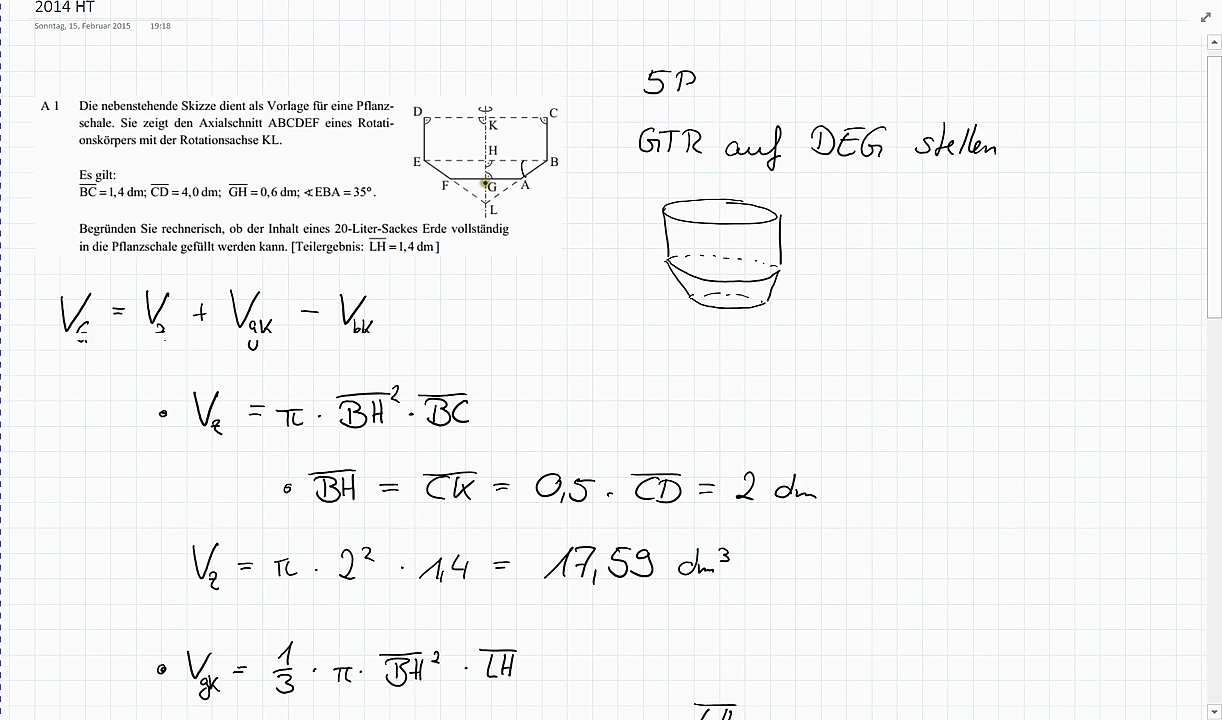 2014 HT
Sonntag, 15. Februar 2015 19:18
A 1 Die nebenstehende Skizze dient als Vorlage für eine Pflanz-
schale. Sie zeigt den Axialschnitt ABCDEF eines Rotati-
onskörpers mit der Rotationsachse KL.
Es gilt:
BC = 1,4 dm; CD = 4,0 dm; GH = 0,6 dm; ∢EBA = 35°.
Begründen Sie rechnerisch, ob der Inhalt eines 20-Liter-Sackes Erde vollständig
in die Pflanzschale gefüllt werden kann. [Teilergebnis: LH = 1,4 dm]
D K C
H
E B
F G A
L
5P
GTR auf DEG stellen
V = V + V gk - V bk
• V z = π · BH² · BC
• BH = CK = 0,5 · CD = 2 dm
V z = π · 2² · 1,4 = 17,59 dm³
• V gk = 1/3 · π · BH² · LH